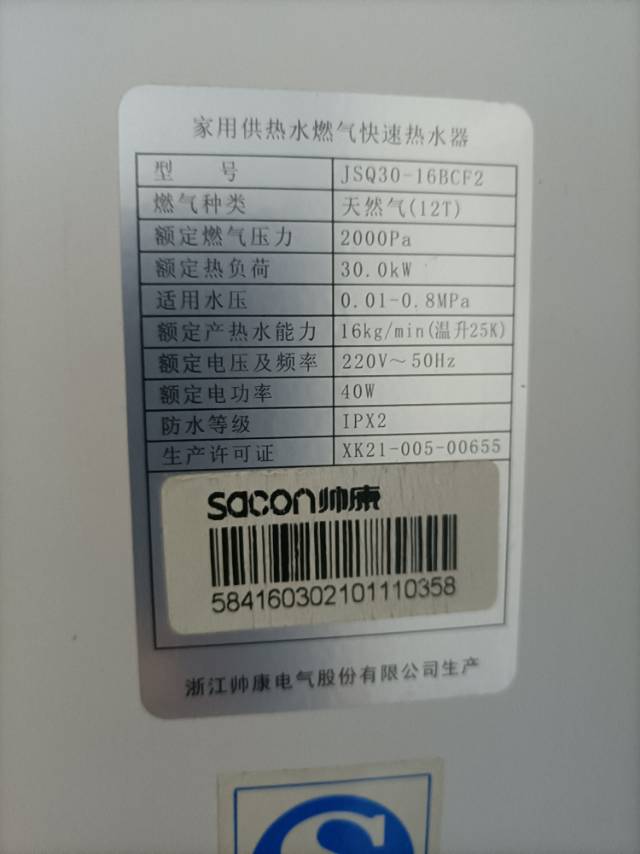 家用供热水燃气快速热水器
型 号 JSQ30-16BCF2
燃气种类 天然气(12T)
额定燃气压力 2000Pa
额定热负荷 30.0kW
适用水压 0.01-0.8MPa
额定产热水能力 16kg/min(温升25K)
额定电压及频率 220V～50Hz
额定电功率 40W
防水等级 IPX2
生产许可证 XK21-005-00655
sacon帅康
584160302101110358
浙江帅康电气股份有限公司生产